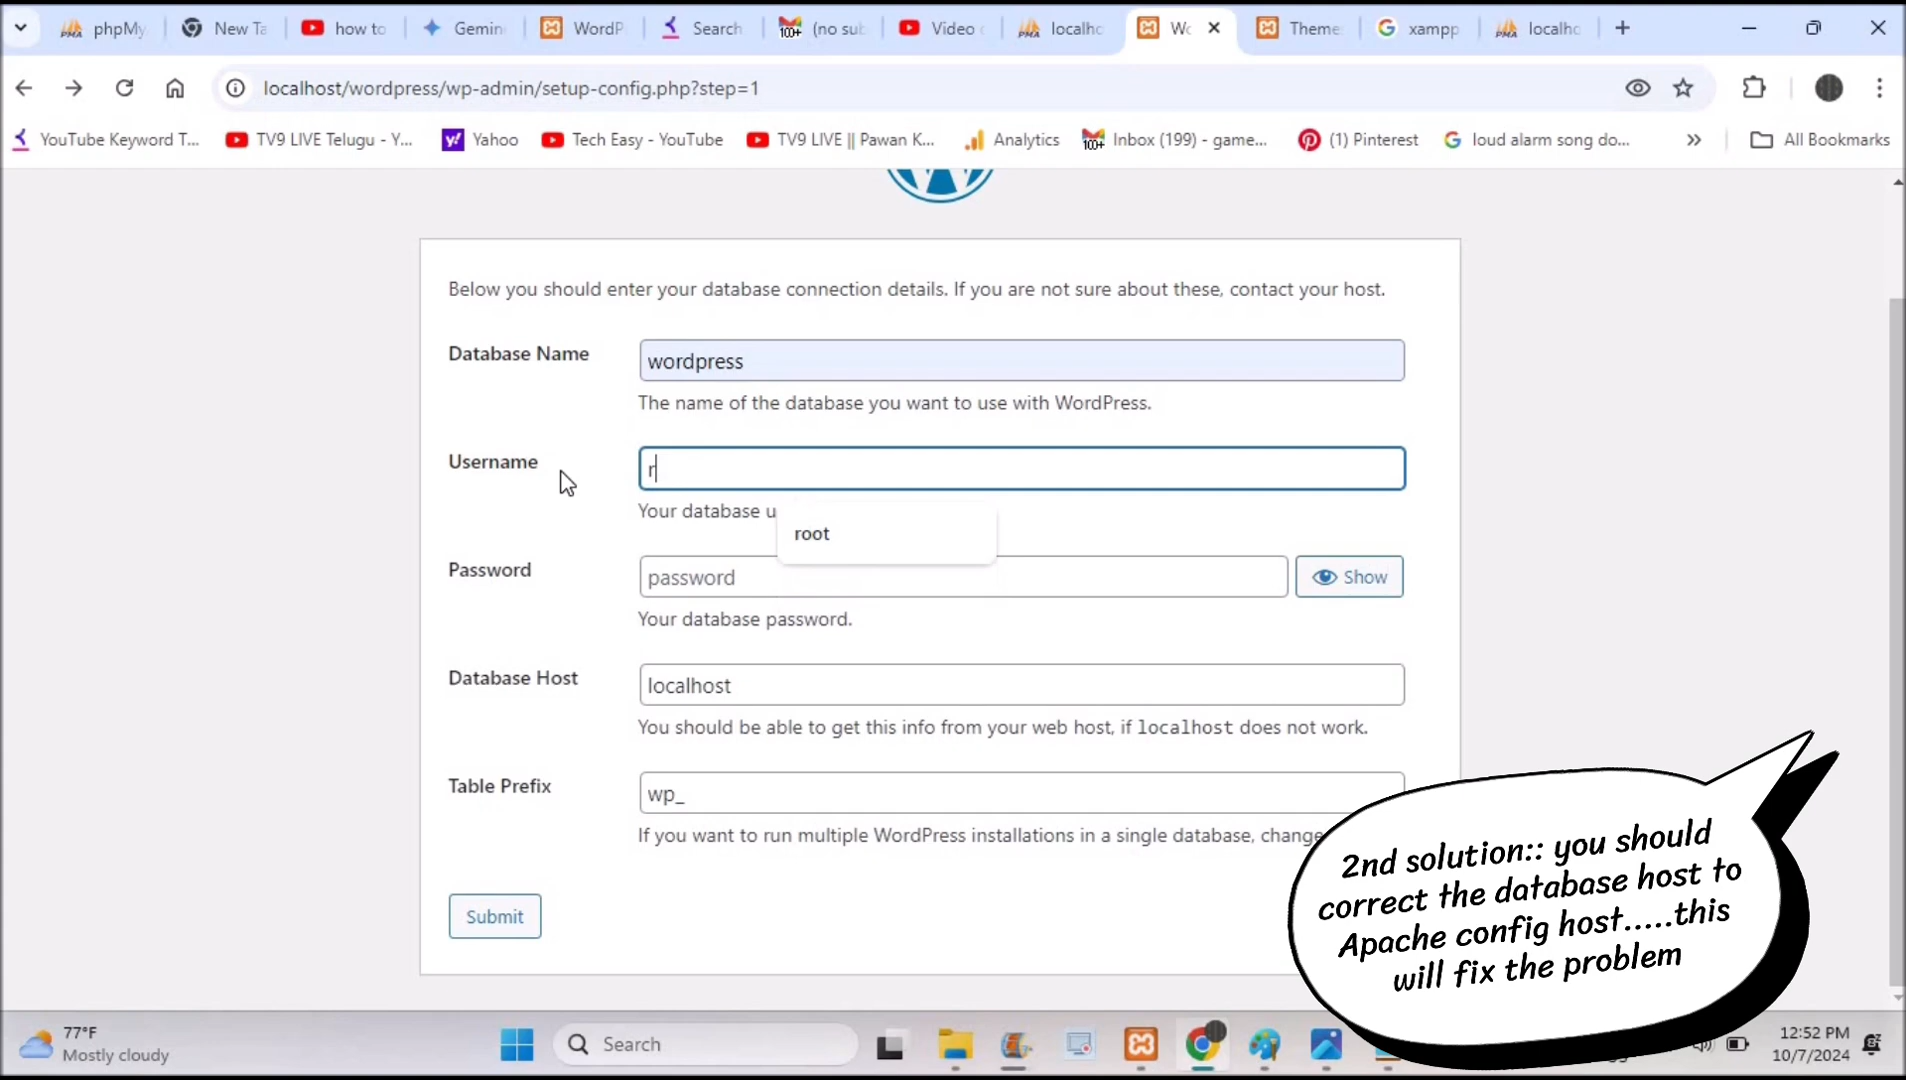 phpMy
New Ta
how to
Gemin
WordP
Search
(no sub
Video
localho
Wo
Theme
xampp
localho
localhost/wordpress/wp-admin/setup-config.php?step=1
YouTube Keyword T...
TV9 LIVE Telugu - Y...
Yahoo
Tech Easy - YouTube
TV9 LIVE || Pawan K...
Analytics
Inbox (199) - game...
(1) Pinterest
loud alarm song do...
All Bookmarks
Below you should enter your database connection details. If you are not sure about these, contact your host.
Database Name
wordpress
The name of the database you want to use with WordPress.
Username
r
Your database u
root
Password
password
Show
Your database password.
Database Host
localhost
You should be able to get this info from your web host, if localhost does not work.
Table Prefix
wp_
If you want to run multiple WordPress installations in a single database, change
Submit
2nd solution:: you should
correct the database host to
Apache config host.....this
will fix the problem
77°F
Mostly cloudy
Search
12:52 PM
10/7/2024